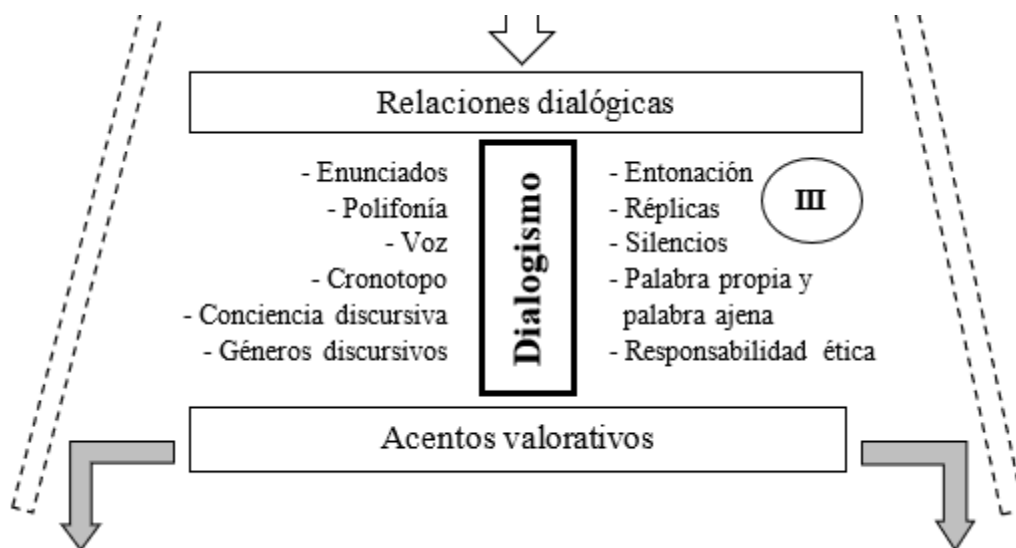 Relaciones dialógicas
- Enunciados
- Polifonía
- Voz
- Cronotopo
- Conciencia discursiva
- Géneros discursivos
Dialogismo
- Entonación
- Réplicas
- Silencios
- Palabra propia y
palabra ajena
- Responsabilidad ética
III
Acentos valorativos